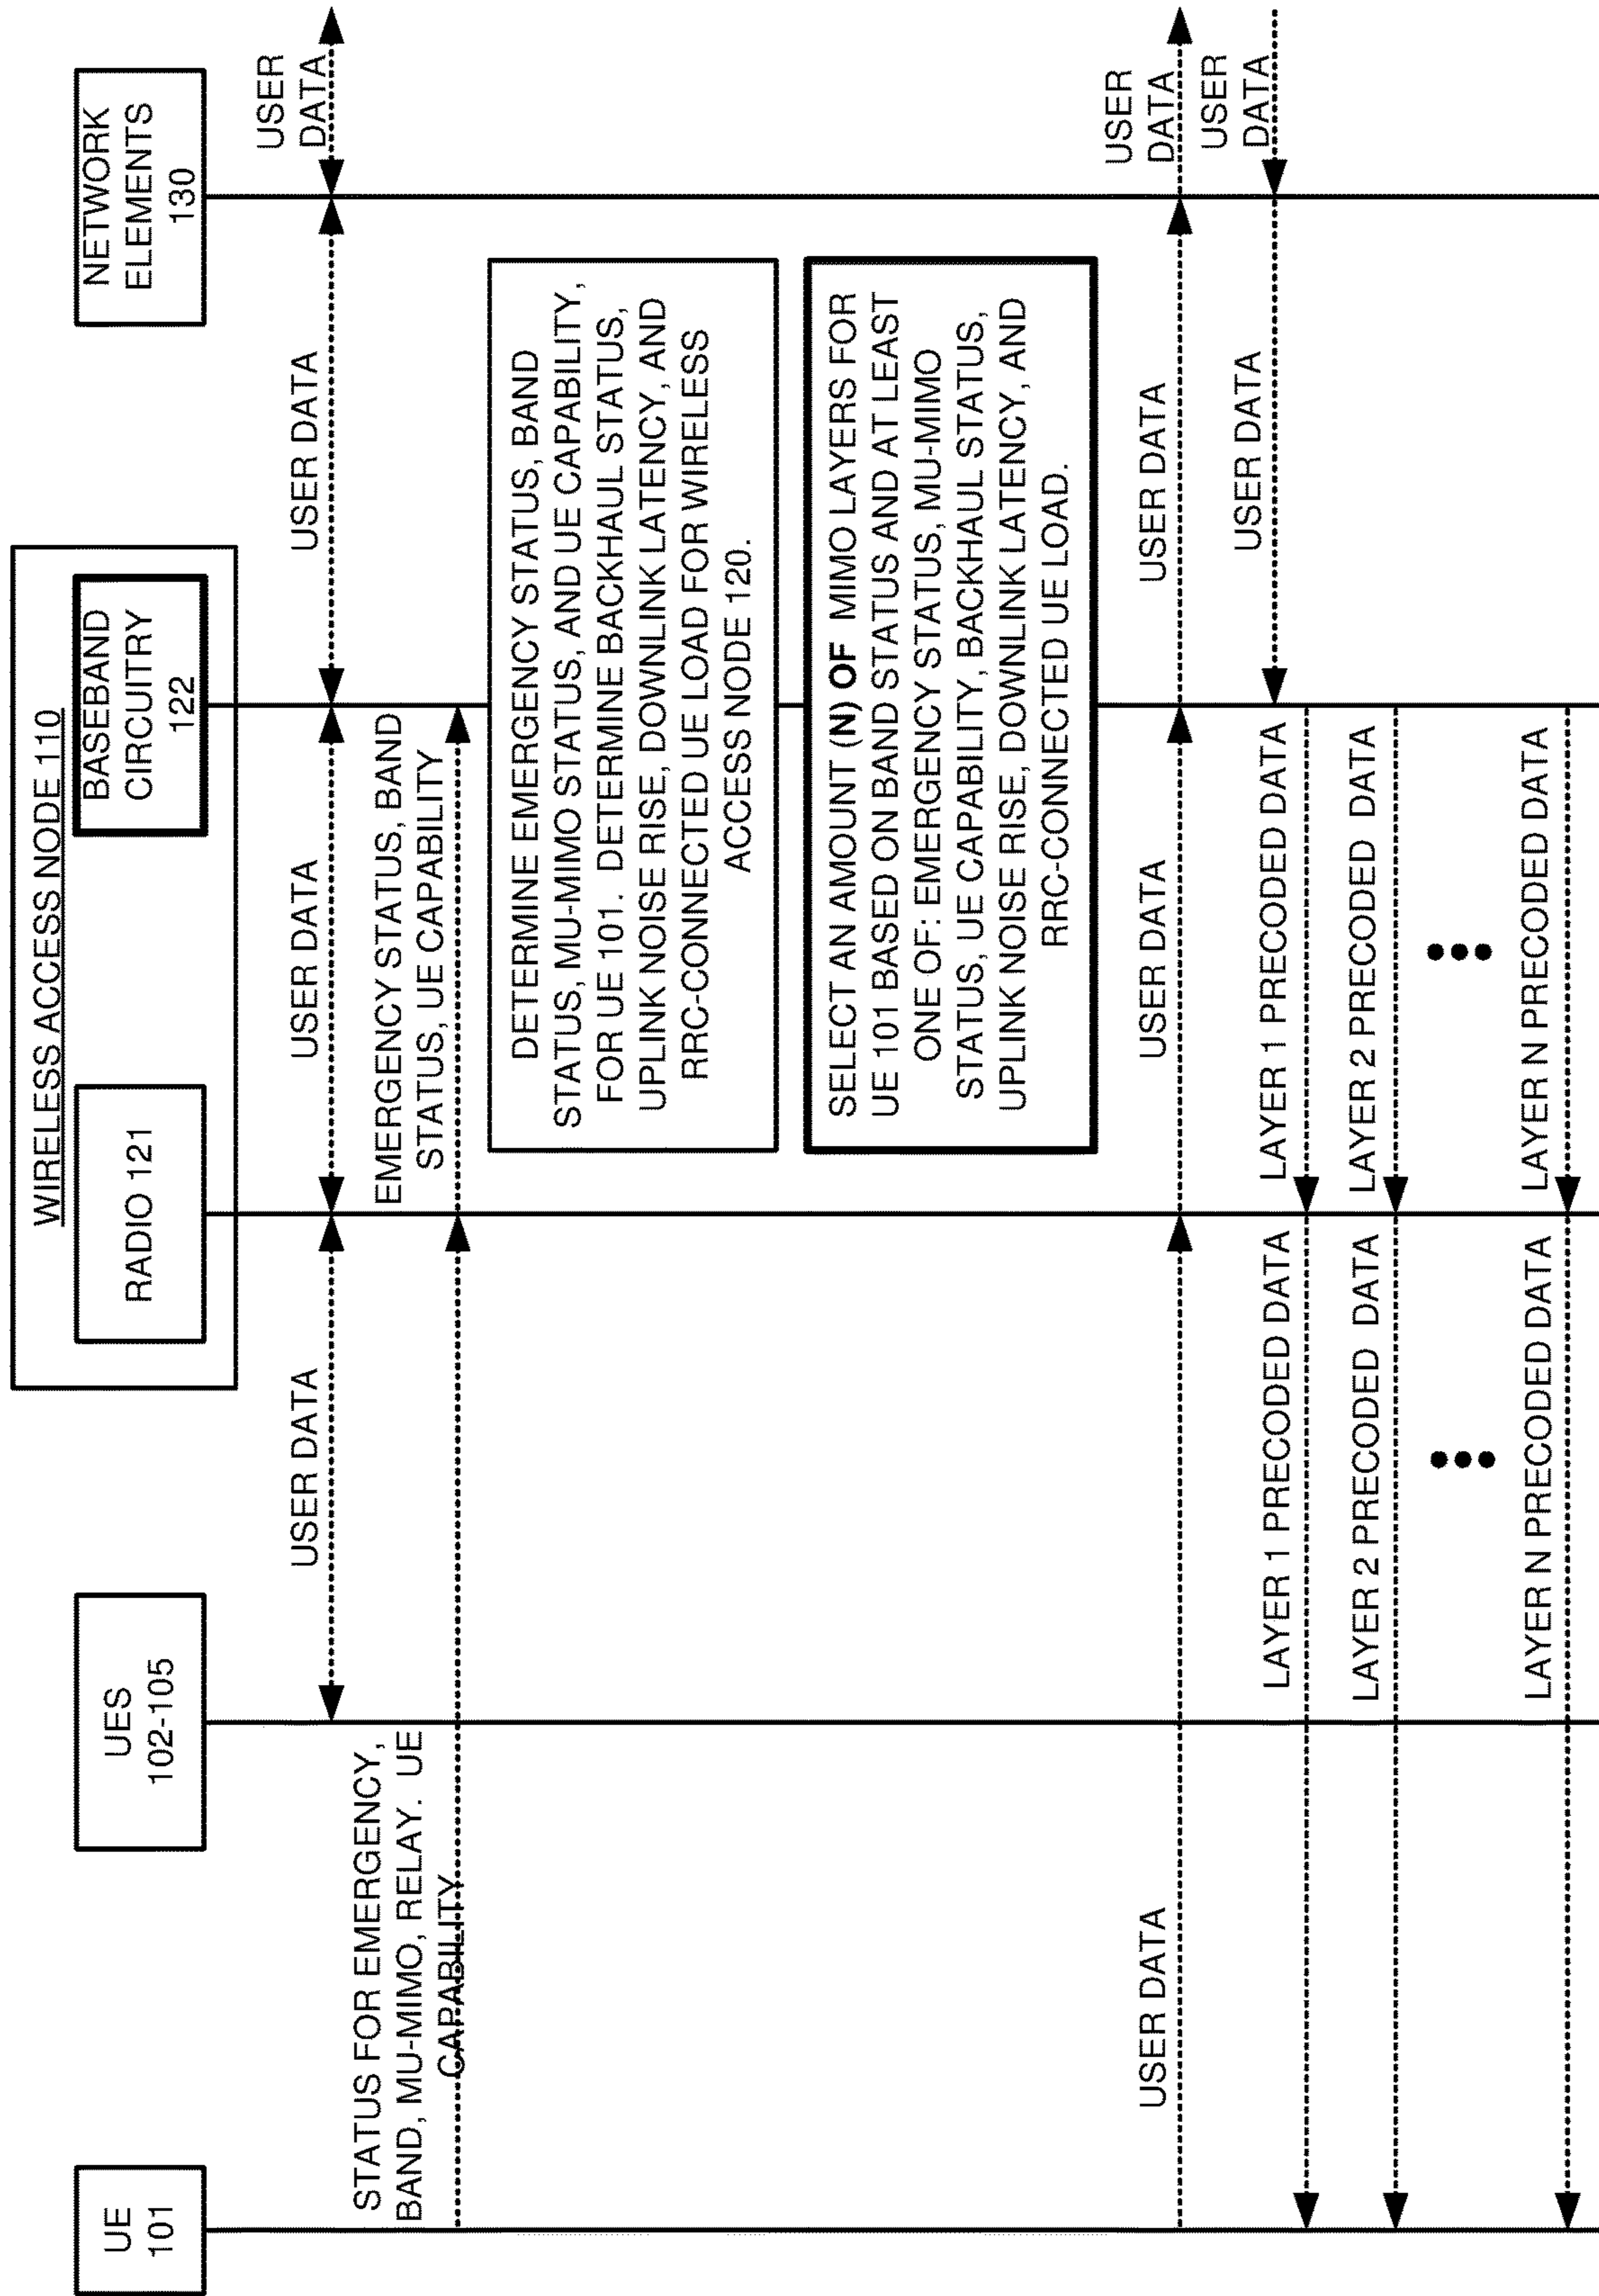 WIRELESS ACCESS NODE 110
UE
101
UES
102-105
RADIO 121
BASEBAND
CIRCUITRY
122
NETWORK
ELEMENTS
130
USER DATA
USER DATA
USER DATA
USER
DATA
STATUS FOR EMERGENCY,
BAND, MU-MIMO, RELAY. UE
CAPABILITY
EMERGENCY STATUS, BAND
STATUS, UE CAPABILITY
DETERMINE EMERGENCY STATUS, BAND
STATUS, MU-MIMO STATUS, AND UE CAPABILITY,
FOR UE 101. DETERMINE BACKHAUL STATUS,
UPLINK NOISE RISE, DOWNLINK LATENCY, AND
RRC-CONNECTED UE LOAD FOR WIRELESS
ACCESS NODE 120.
SELECT AN AMOUNT (N) OF MIMO LAYERS FOR
UE 101 BASED ON BAND STATUS AND AT LEAST
ONE OF: EMERGENCY STATUS, MU-MIMO
STATUS, UE CAPABILITY, BACKHAUL STATUS,
UPLINK NOISE RISE, DOWNLINK LATENCY, AND
RRC-CONNECTED UE LOAD.
USER DATA
USER DATA
USER DATA
USER
DATA
USER DATA
USER
DATA
LAYER 1 PRECODED DATA
LAYER 1 PRECODED DATA
LAYER 2 PRECODED DATA
LAYER 2 PRECODED DATA
LAYER N PRECODED DATA
LAYER N PRECODED DATA